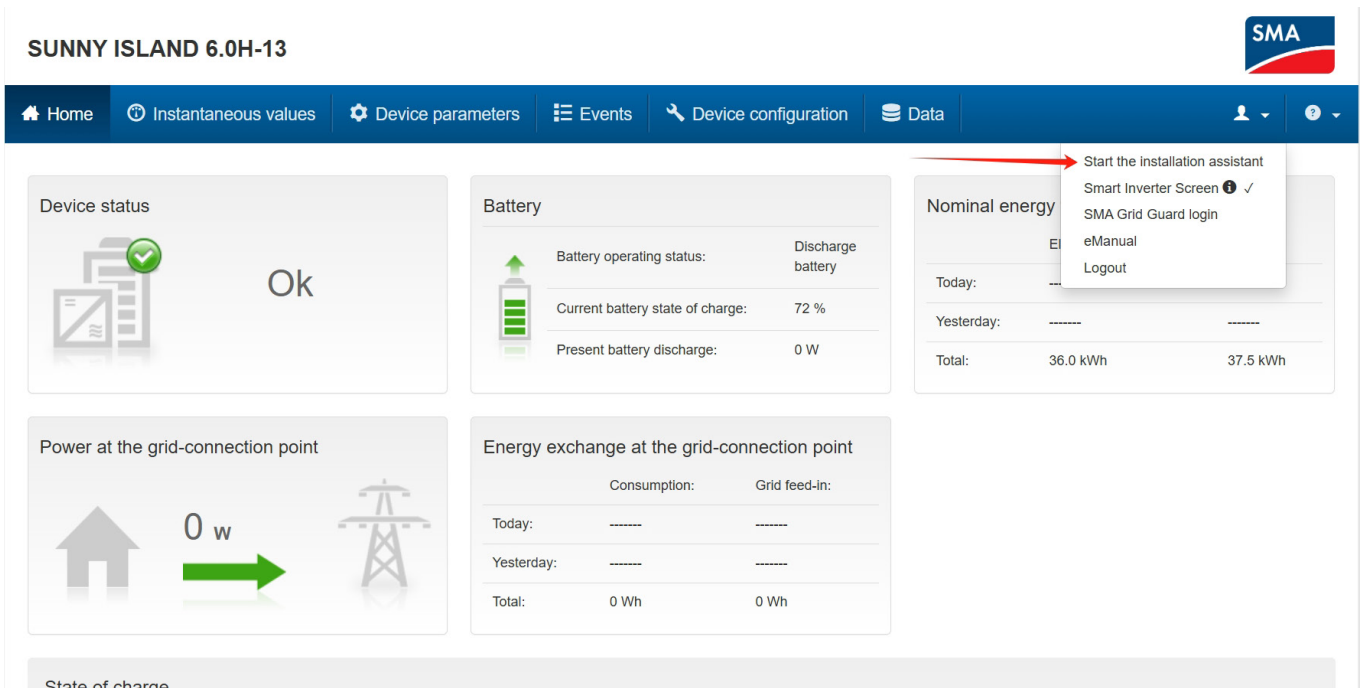 SUNNY ISLAND 6.0H-13
SMA
Home
Instantaneous values
Device parameters
Events
Device configuration
Data
Start the installation assistant
Smart Inverter Screen
SMA Grid Guard login
eManual
Logout
Device status
Ok
Battery
Battery operating status:
Discharge
battery
Current battery state of charge:
72 %
Present battery discharge:
0 W
Nominal energy
Today:
Yesterday:
-------
-------
Total:
36.0 kWh
37.5 kWh
Power at the grid-connection point
0 w
Energy exchange at the grid-connection point
Consumption:
Grid feed-in:
Today:
-------
-------
Yesterday:
-------
-------
Total:
0 Wh
0 Wh
State of charge